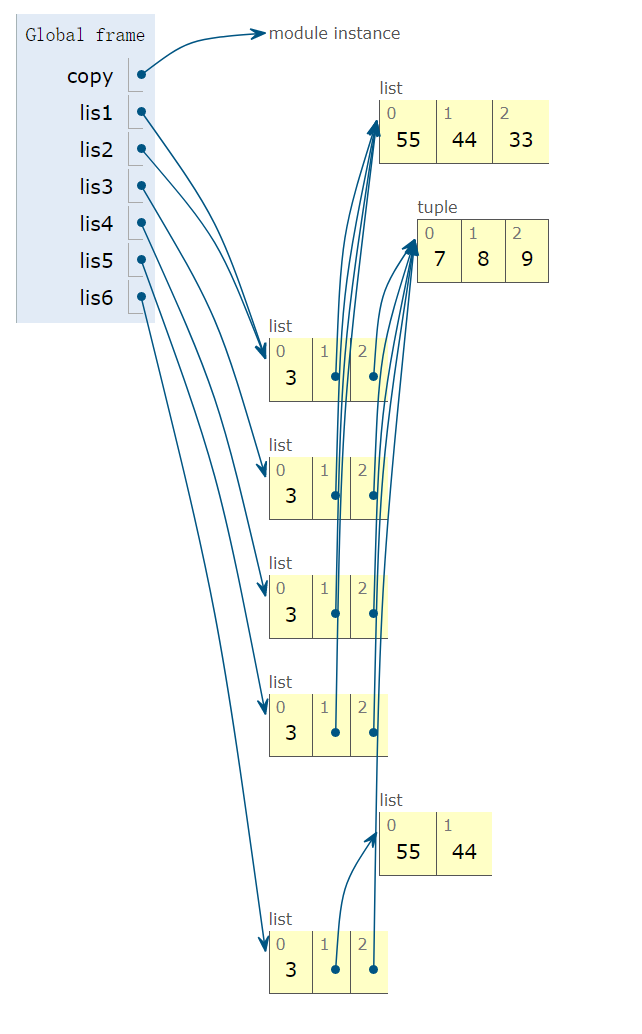 Global frame
copy
lis1
lis2
lis3
lis4
lis5
lis6
module instance
list
0 1 2
55 44 33
tuple
0 1 2
7 8 9
list
0 1 2
3
list
0 1 2
3
list
0 1 2
3
list
0 1 2
3
list
0 1
55 44
list
0 1 2
3